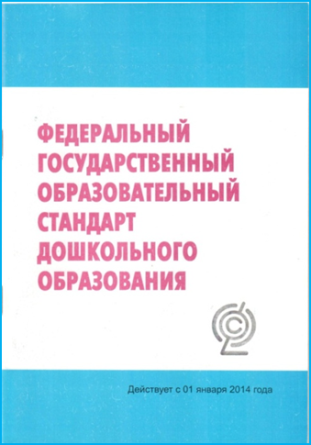 ФЕДЕРАЛЬНЫЙ
ГОСУДАРСТВЕННЫЙ
ОБРАЗОВАТЕЛЬНЫЙ
СТАНДАРТ
ДОШКОЛЬНОГО
ОБРАЗОВАНИЯ
Действует с 01 января 2014 года